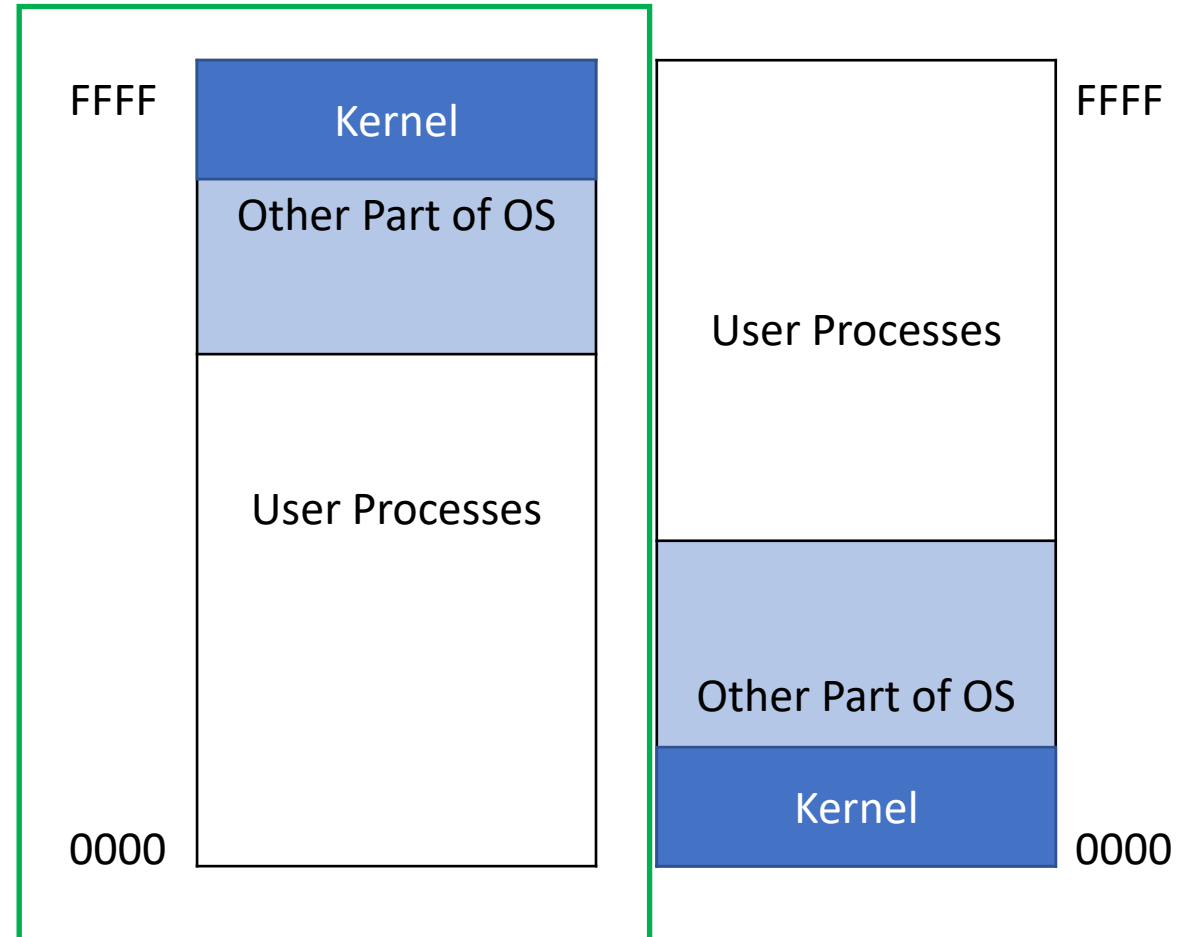 FFFF
Kernel
Other Part of OS
User Processes
0000
FFFF
User Processes
Other Part of OS
Kernel
0000